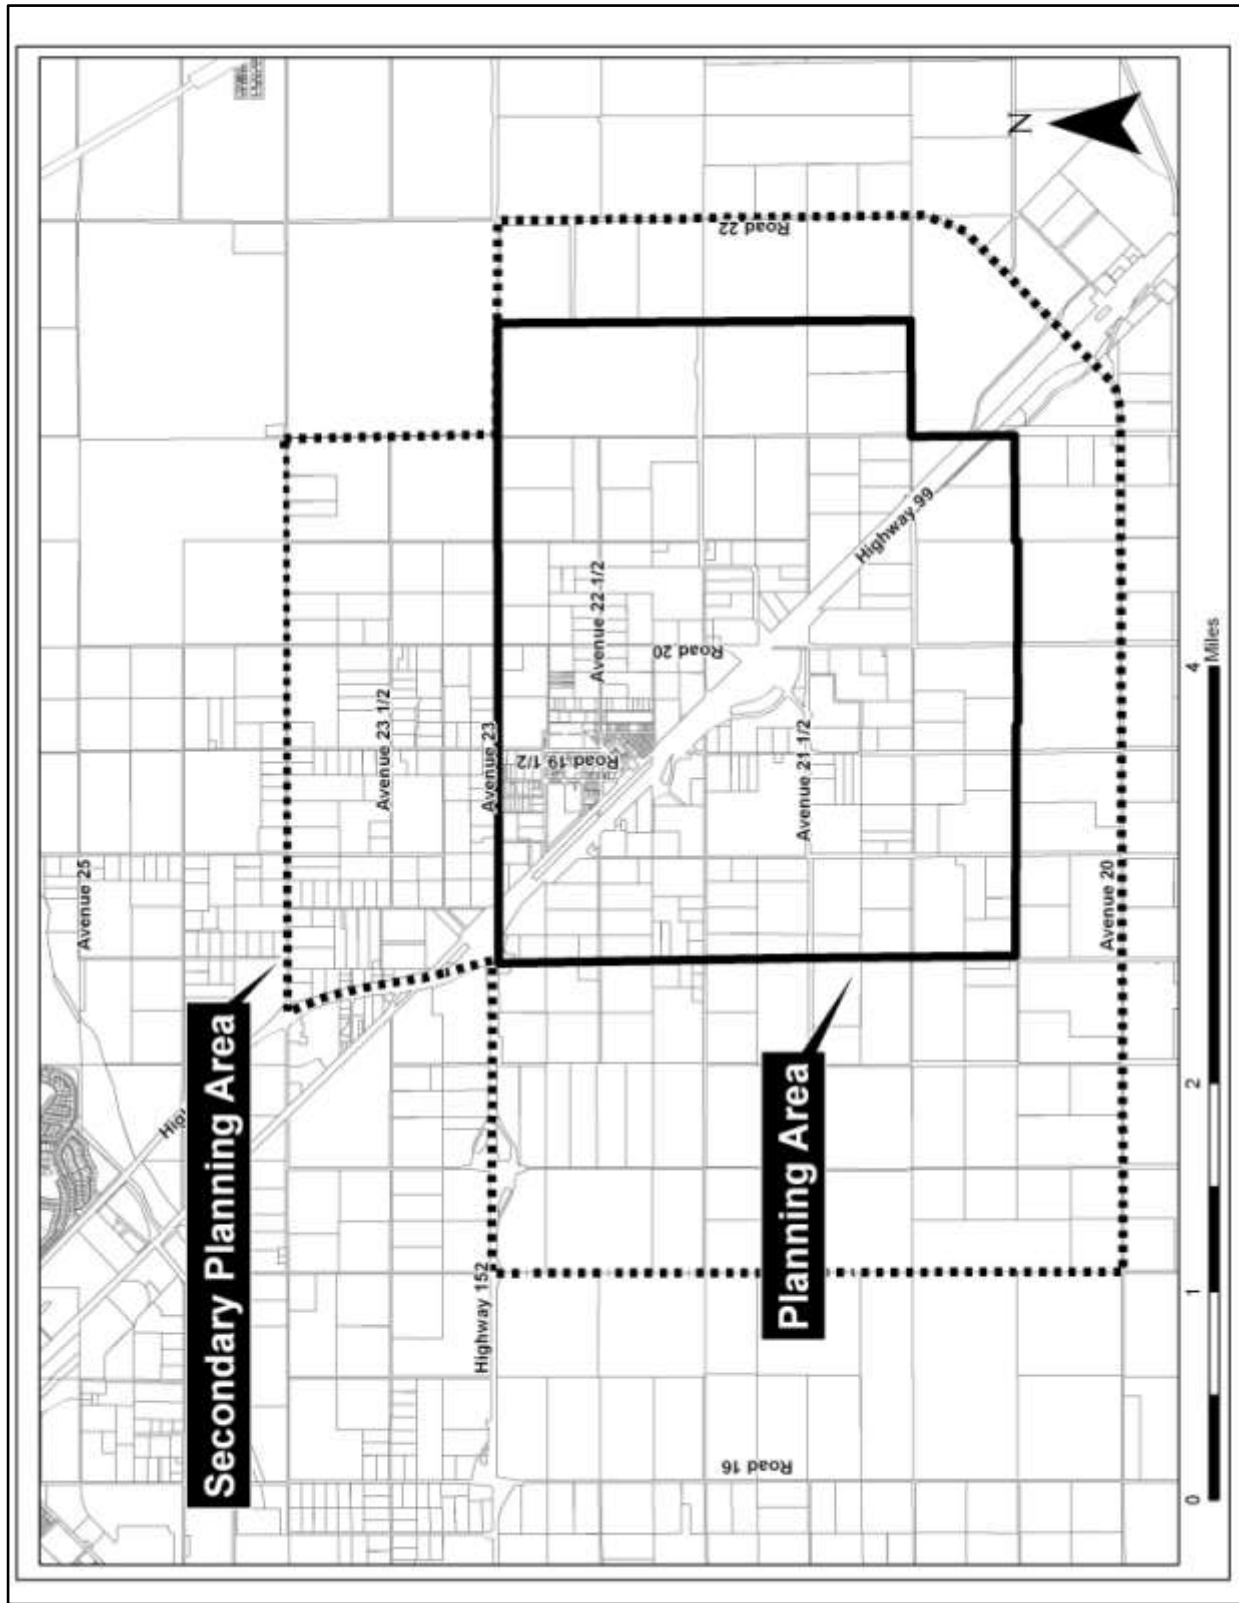 N
Road 22
Highway 99
Avenue 22 1/2
Road 20
Avenue 23 1/2
Avenue 23
Road 19 1/2
Avenue 21 1/2
Avenue 25
Avenue 20
Secondary Planning Area
Planning Area
High
Highway 152
Road 16
0
1
2
4
Miles